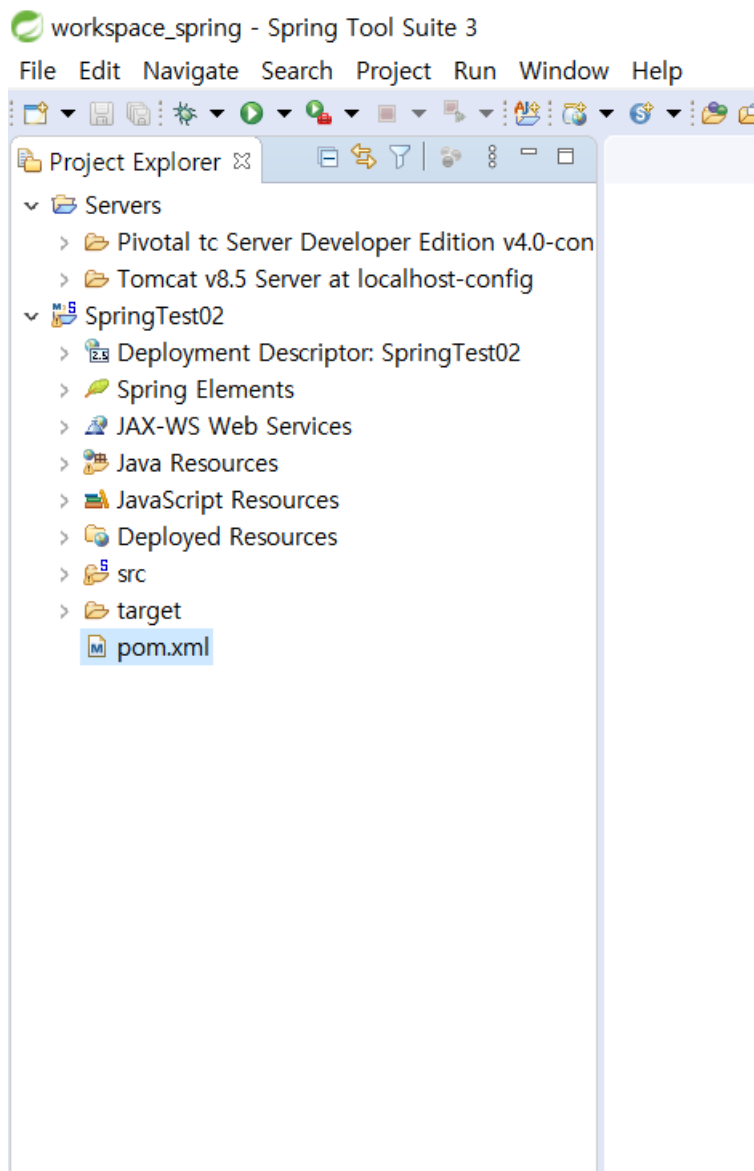 workspace_spring - Spring Tool Suite 3
File Edit Navigate Search Project Run Window Help
Project Explorer
Servers
Pivotal tc Server Developer Edition v4.0-con
Tomcat v8.5 Server at localhost-config
SpringTest02
Deployment Descriptor: SpringTest02
Spring Elements
JAX-WS Web Services
Java Resources
JavaScript Resources
Deployed Resources
src
target
pom.xml